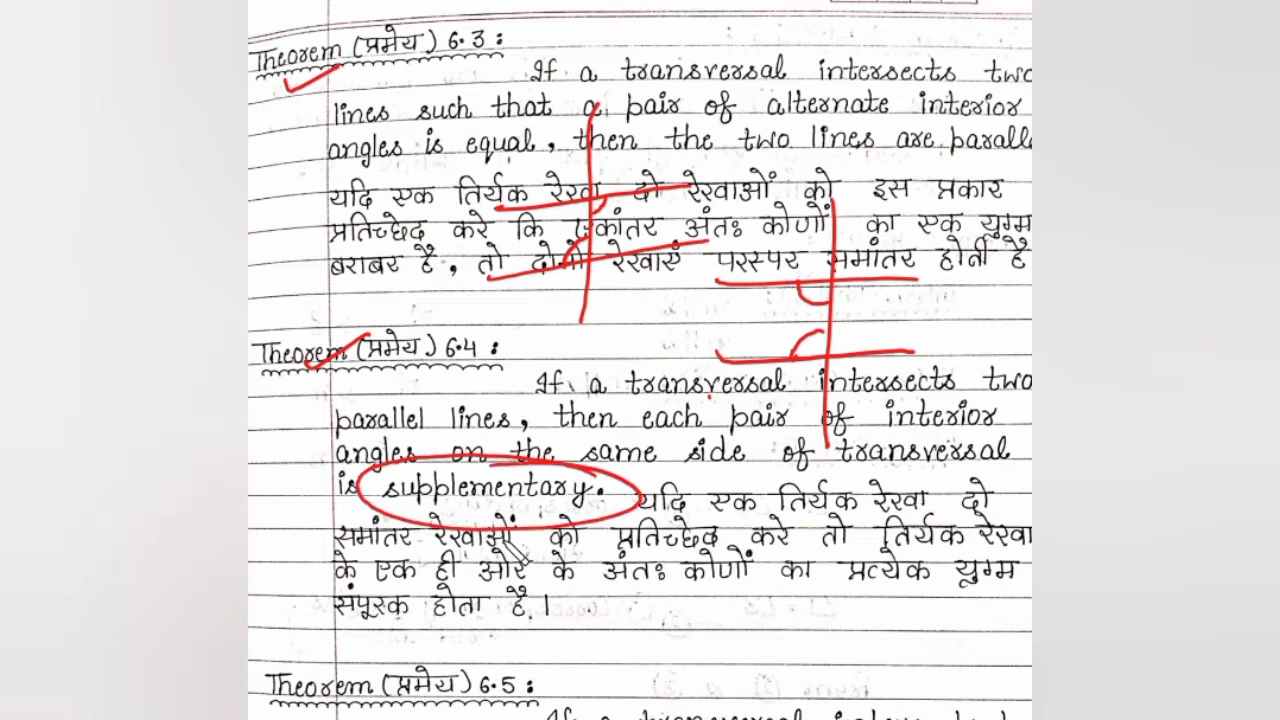 Theorem (प्रमेय) 6.3 :
If a transversal intersects two
lines such that a pair of alternate interior
angles is equal, then the two lines are parall
यदि एक तिर्यक रेखा दो रेखाओं को इस प्रकार
प्रतिच्छेद करे कि एकांतर अंतः कोणों का एक युग्म
बराबर है, तो दोनों रेखाएं परस्पर समांतर होती हैं
Theorem (प्रमेय) 6.4 :
If a transversal intersects two
parallel lines, then each pair of interior
angles on the same side of transversal
is supplementary. यदि एक तिर्यक रेखा दो
समांतर रेखाओं को प्रतिच्छेद करे तो तिर्यक रेखा
के एक ही ओर के अंतः कोणों का प्रत्येक युग्म
संपूरक होता है।
Theorem (प्रमेय) 6.5 :
If a transversal